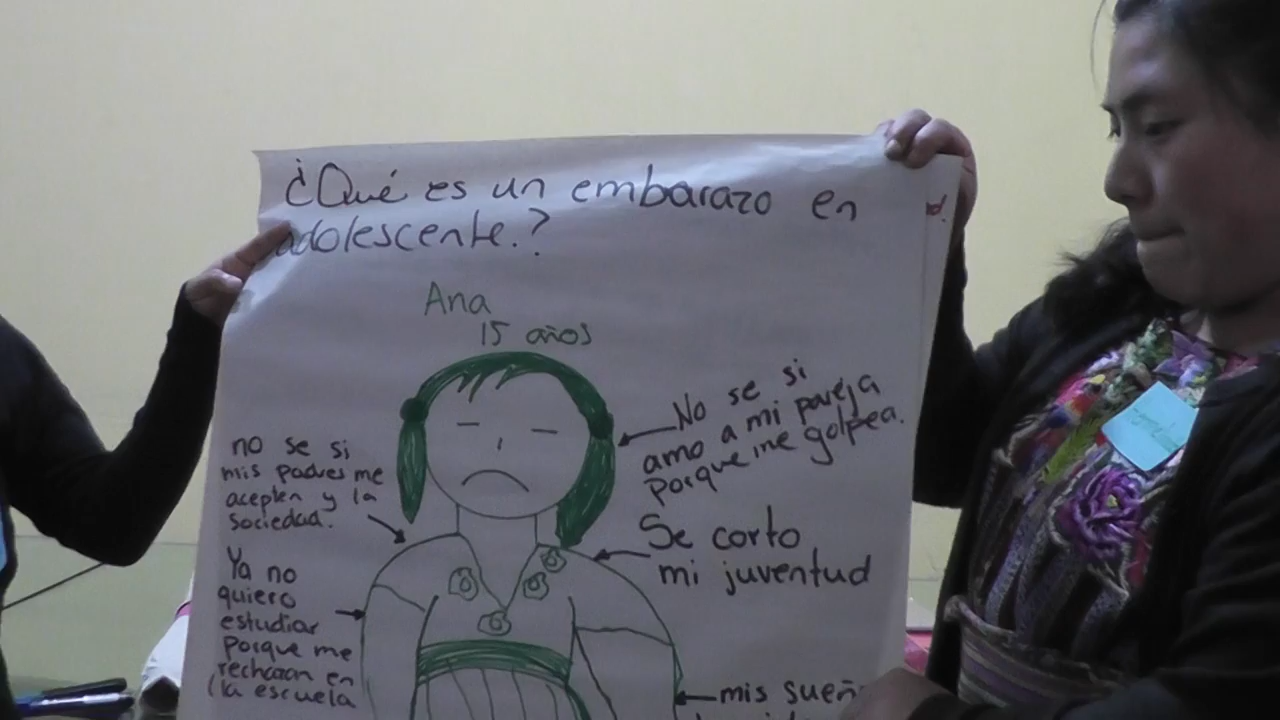 ¿Qué es un embarazo en
adolescente.?
Ana
15 años
no se si
mis padres me
acepten y la
sociedad.
Ya no
quiero
estudiar
porque me
rechazan en
la escuela
No se si
amo a mi pareja
porque me golpea.
Se corto
mi juventud
mis sueñ
d.